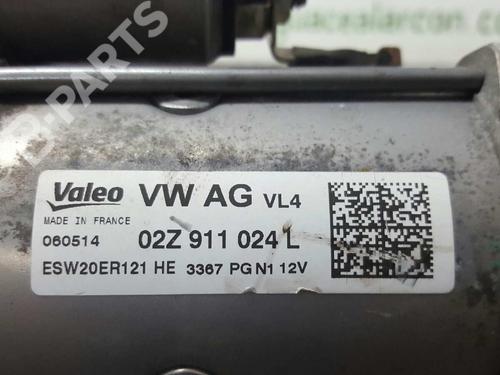 Valeo VW AG VL4
MADE IN FRANCE
060514 02Z 911 024 L
ESW20ER121 HE 3367 PG N1 12V
B-PARTS